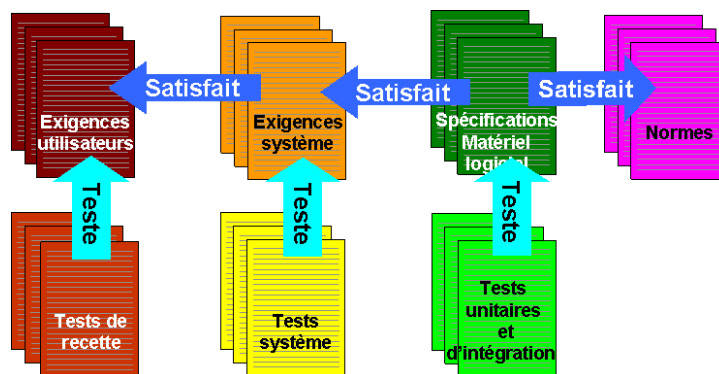 Satisfait
Satisfait
Satisfait
Exigences
utilisateurs
Exigences
système
Spécifications
Matériel
logiciel
Normes
Teste
Teste
Teste
Tests de
recette
Tests
système
Tests
unitaires
et
d'intégration